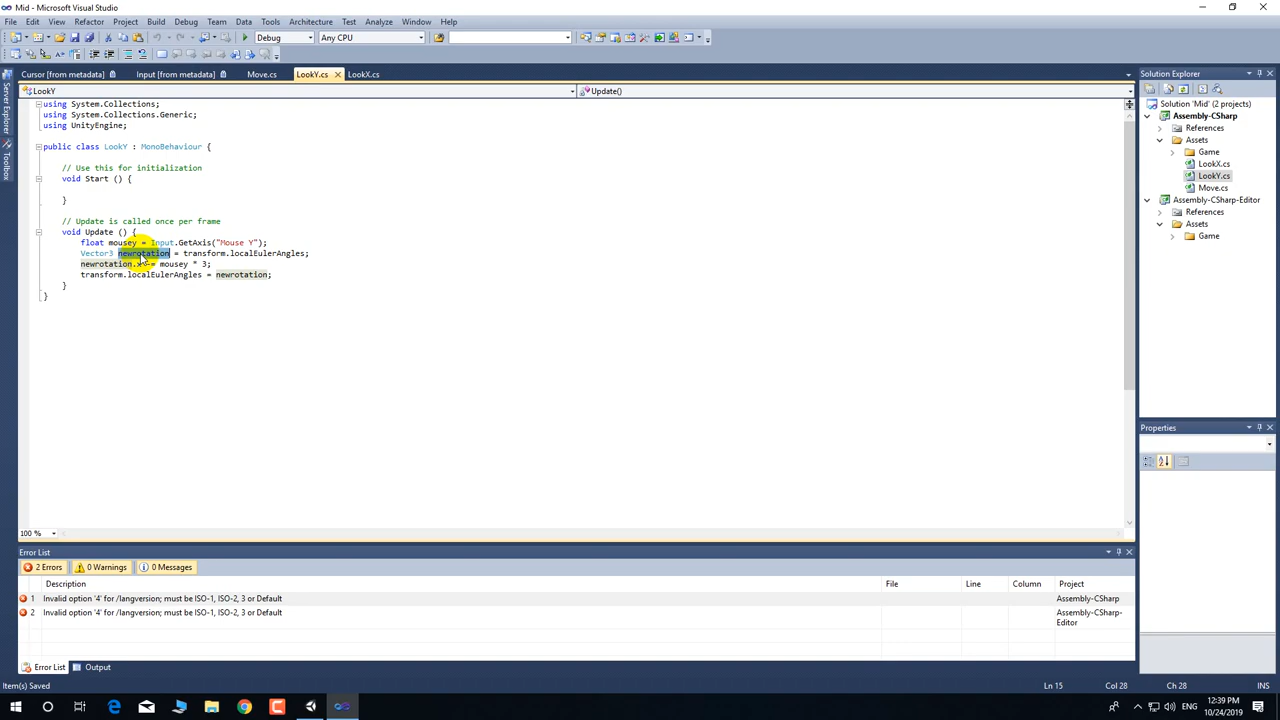 Mid - Microsoft Visual Studio
File Edit View Refactor Project Build Debug Team Data Tools Architecture Test Analyze Window Help
Debug Any CPU
Cursor [from metadata] Input [from metadata] Move.cs LookY.cs LookX.cs
LookY Update()
using System.Collections;
using System.Collections.Generic;
using UnityEngine;
public class LookY : MonoBehaviour {
// Use this for initialization
void Start () {
}
// Update is called once per frame
void Update () {
float mousey = Input.GetAxis("Mouse Y");
Vector3 newrotation = transform.localEulerAngles;
newrotation. = mousey * 3;
transform.localEulerAngles = newrotation;
}
}
100 %
Server Explorer
Toolbox
Solution Explorer
Solution 'Mid' (2 projects)
Assembly-CSharp
References
Assets
Game
LookX.cs
LookY.cs
Move.cs
Assembly-CSharp-Editor
References
Assets
Game
Properties
Error List
2 Errors 0 Warnings 0 Messages
Description File Line Column Project
1 Invalid option '4' for /langversion; must be ISO-1, ISO-2, 3 or Default Assembly-CSharp
2 Invalid option '4' for /langversion; must be ISO-1, ISO-2, 3 or Default Assembly-CSharp-
Editor
Error List Output
Item(s) Saved Ln 15 Col 28 Ch 28 INS
ENG 12:39 PM
10/24/2019